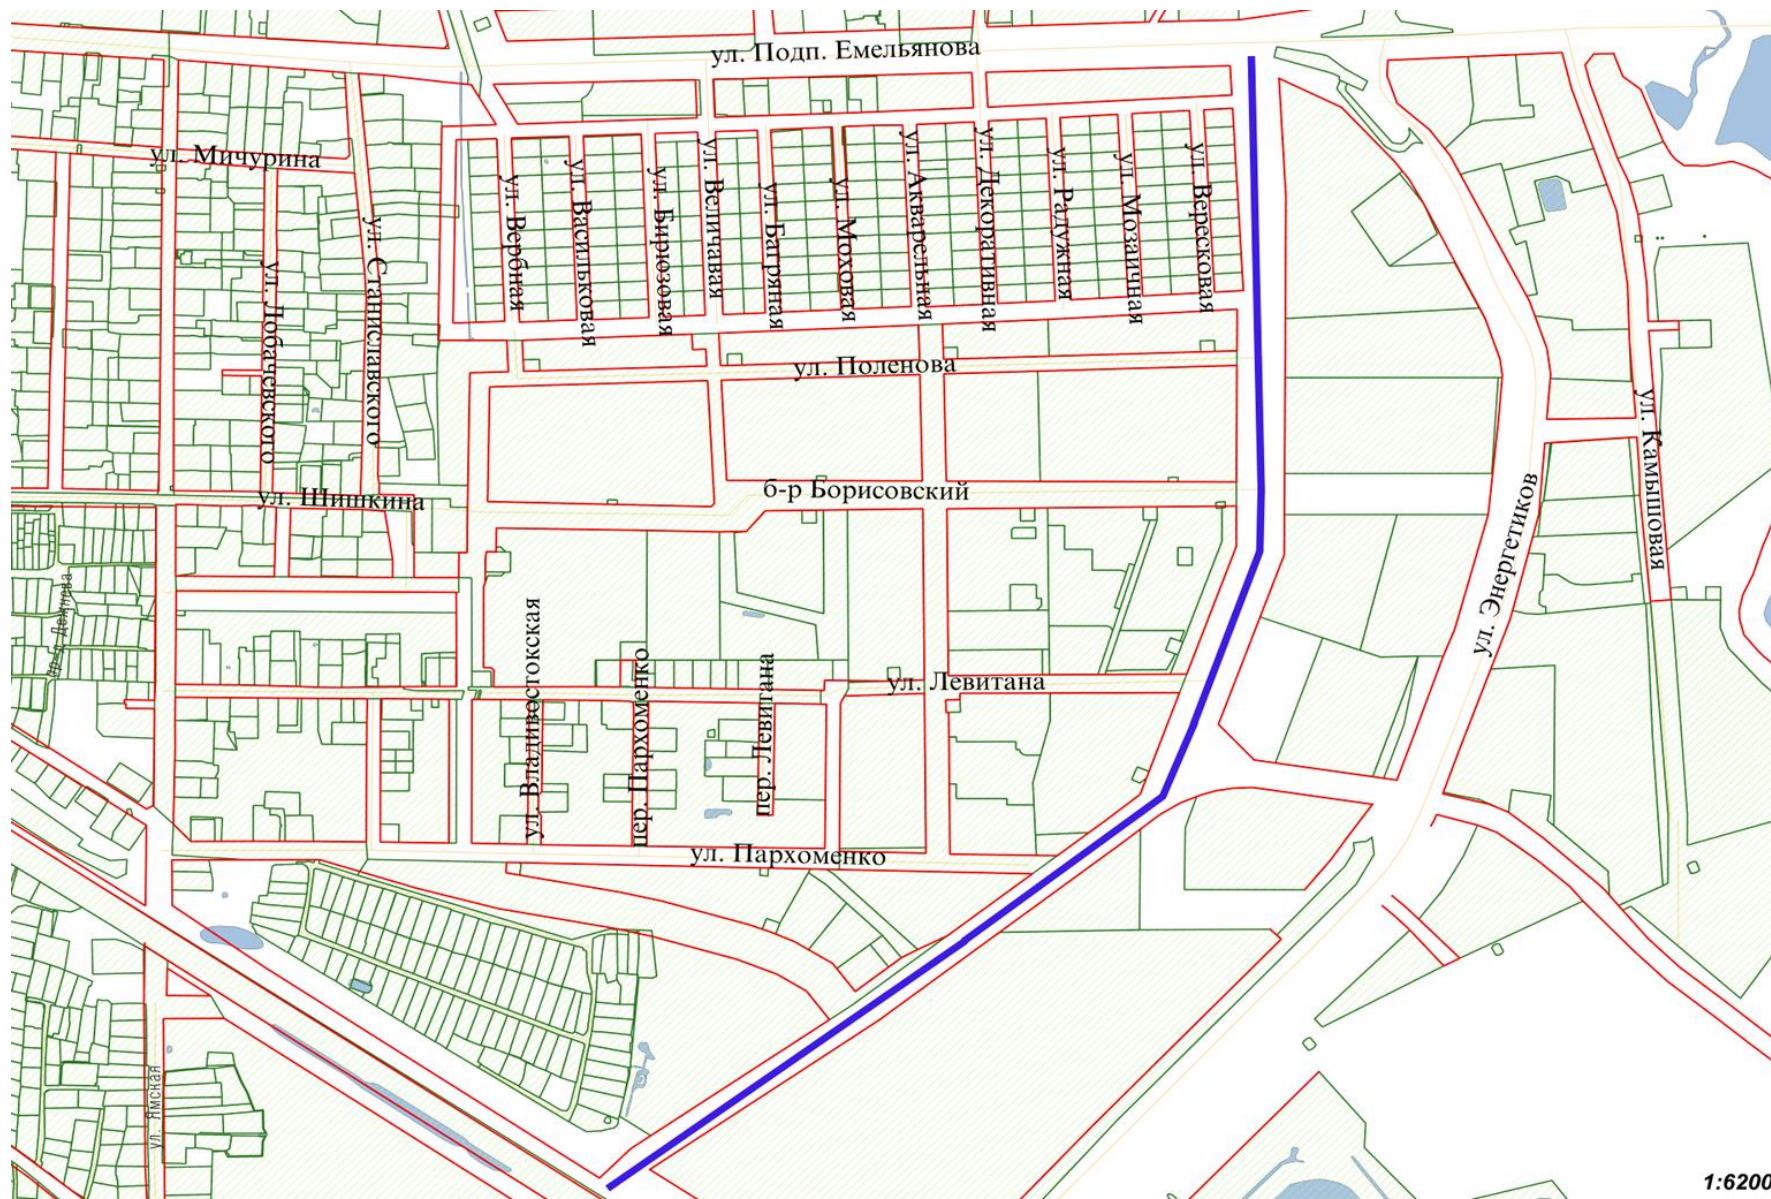 ул. Подп. Емельянова
ул. Мичурина
ул. Лобачевского
ул. Станиславского
ул. Вербная
ул. Васильковая
ул. Бирюзовая
ул. Величавая
ул. Багряная
ул. Моховая
ул. Акварельная
ул. Декоративная
ул. Радужная
ул. Мозаичная
ул. Вересковая
ул. Поленова
ул. Шишкина
б-р Борисовский
ул. Камышовая
ул. Энергетиков
пр-д Дежнева
ул. Владивостокская
пер. Пархоменко
пер. Левитана
ул. Левитана
ул. Пархоменко
ул. Ямская
1:6200